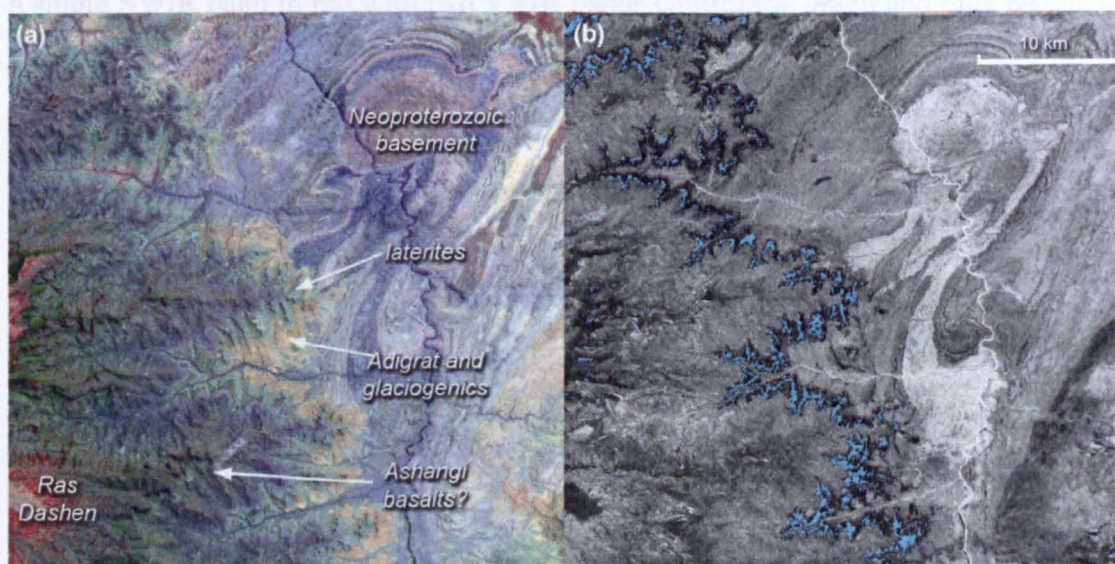 (a)
(b)
10 km
Neoproterozoic
basement
laterites
Adigrat and
glaciogenics
Ashangi
basalts?
Ras
Dashen